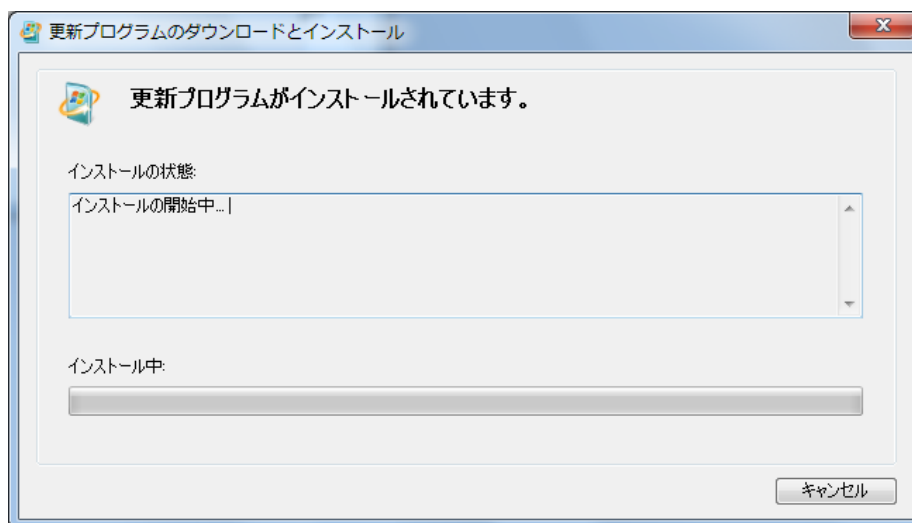 更新プログラムのダウンロードとインストール
更新プログラムがインストールされています。
インストールの状態:
インストールの開始中...
インストール中:
キャンセル